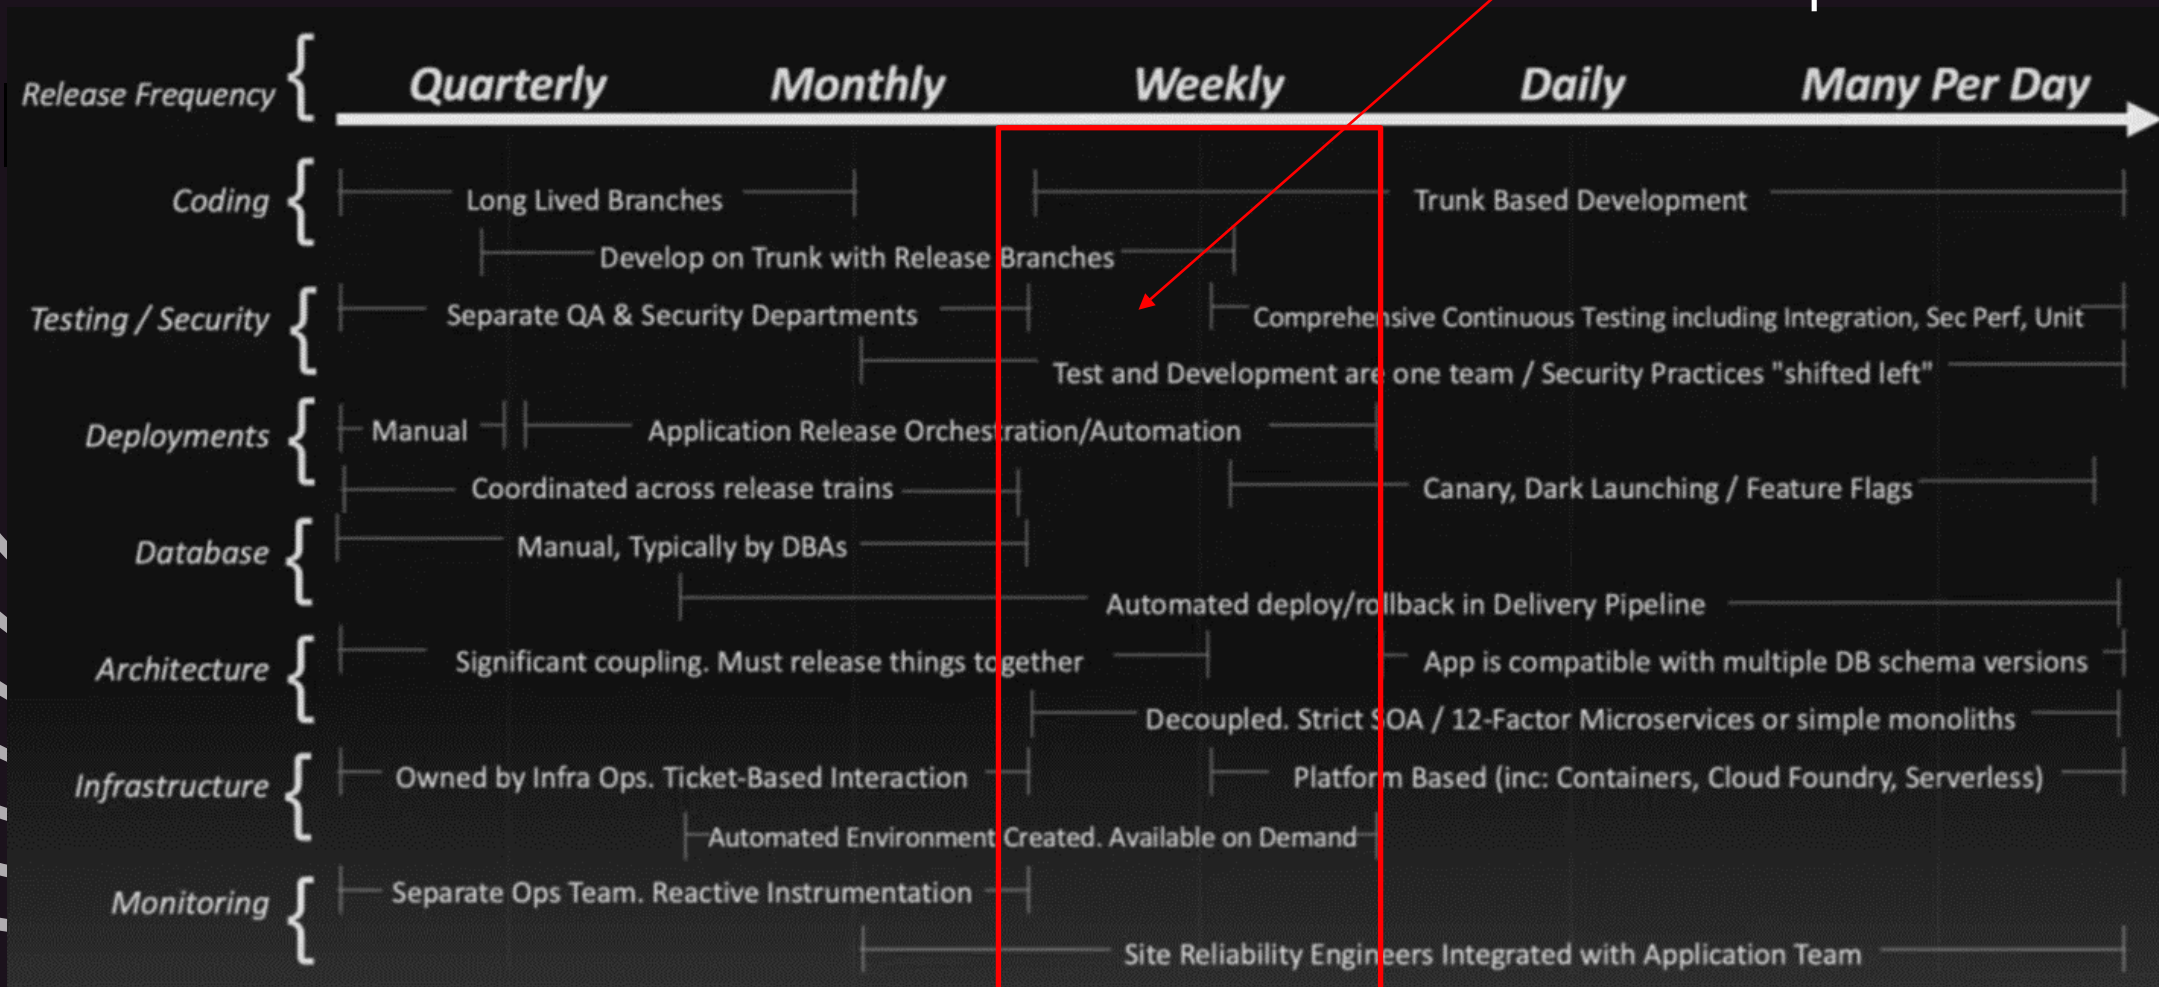 Release Frequency
Quarterly Monthly Weekly Daily Many Per Day
Coding
Long Lived Branches Trunk Based Development
Develop on Trunk with Release Branches
Testing / Security
Separate QA & Security Departments Comprehensive Continuous Testing including Integration, Sec Perf, Unit
Test and Development are one team / Security Practices "shifted left"
Deployments
Manual Application Release Orchestration/Automation
Coordinated across release trains Canary, Dark Launching / Feature Flags
Database
Manual, Typically by DBAs
Automated deploy/rollback in Delivery Pipeline
Architecture
Significant coupling. Must release things together App is compatible with multiple DB schema versions
Decoupled. Strict SOA / 12-Factor Microservices or simple monoliths
Infrastructure
Owned by Infra Ops. Ticket-Based Interaction Platform Based (inc: Containers, Cloud Foundry, Serverless)
Automated Environment Created. Available on Demand
Monitoring
Separate Ops Team. Reactive Instrumentation
Site Reliability Engineers Integrated with Application Team